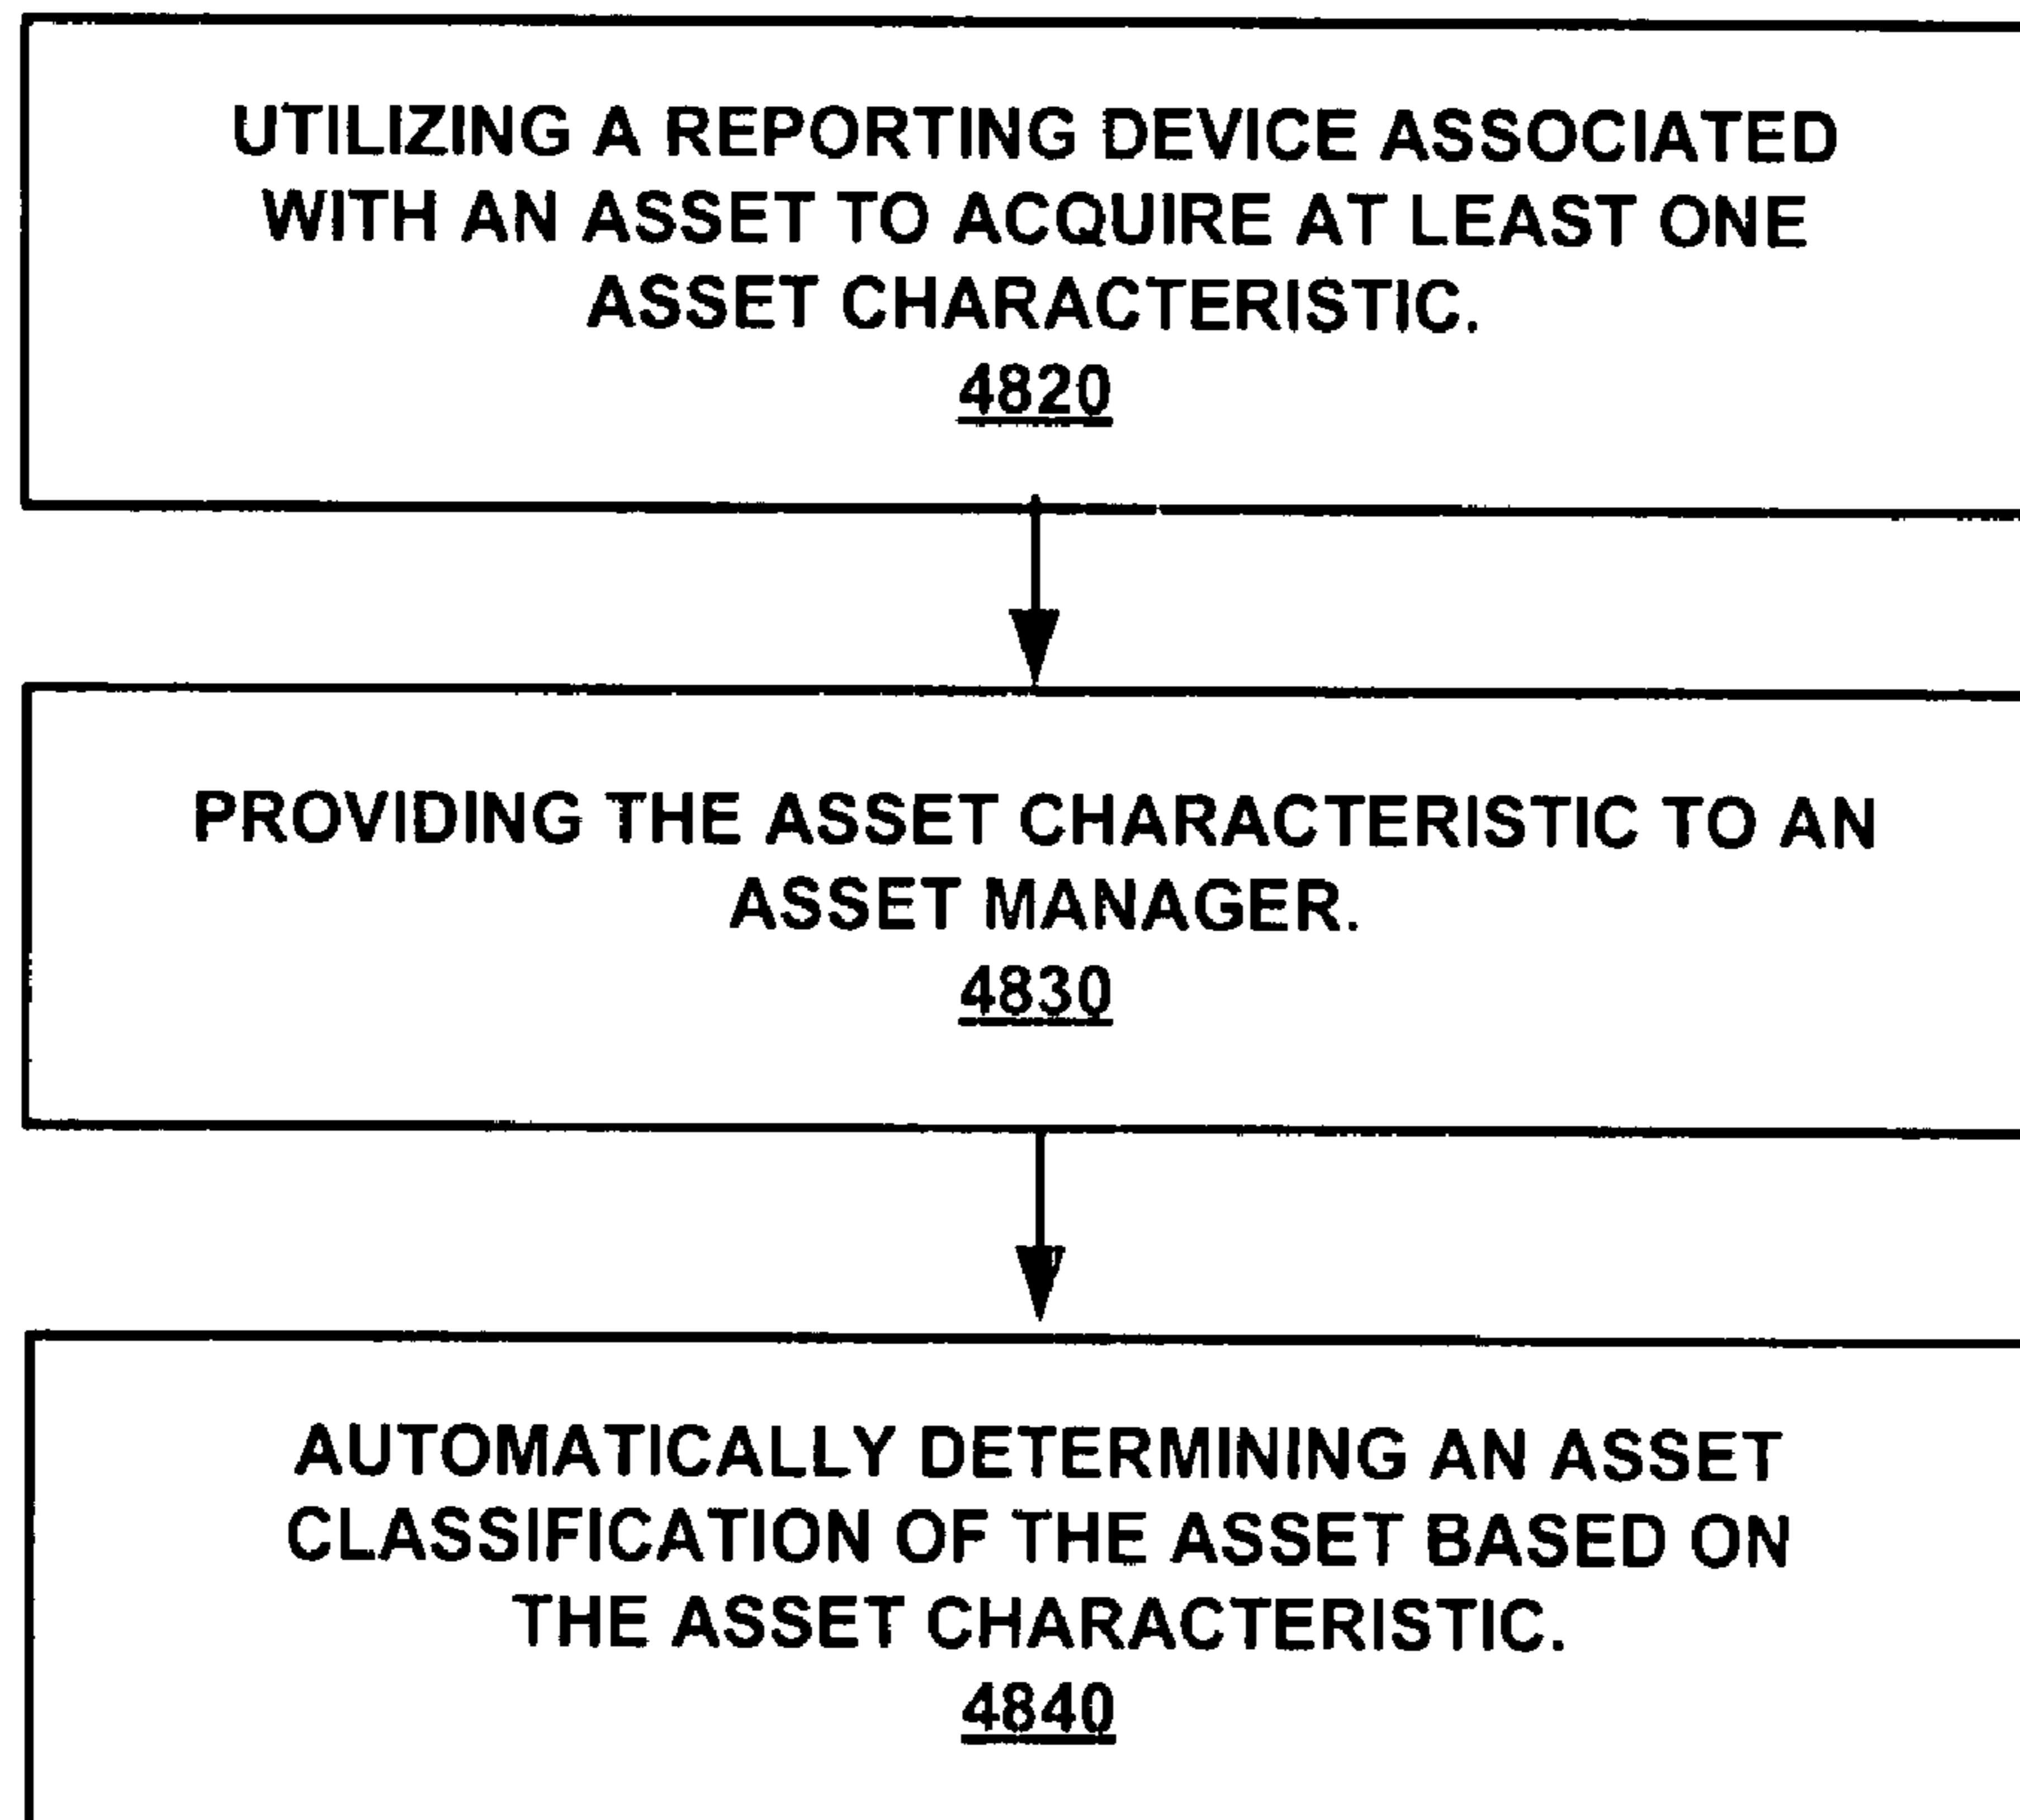 UTILIZING A REPORTING DEVICE ASSOCIATED
WITH AN ASSET TO ACQUIRE AT LEAST ONE
ASSET CHARACTERISTIC.
4820
PROVIDING THE ASSET CHARACTERISTIC TO AN
ASSET MANAGER.
4830
AUTOMATICALLY DETERMINING AN ASSET
CLASSIFICATION OF THE ASSET BASED ON
THE ASSET CHARACTERISTIC.
4840